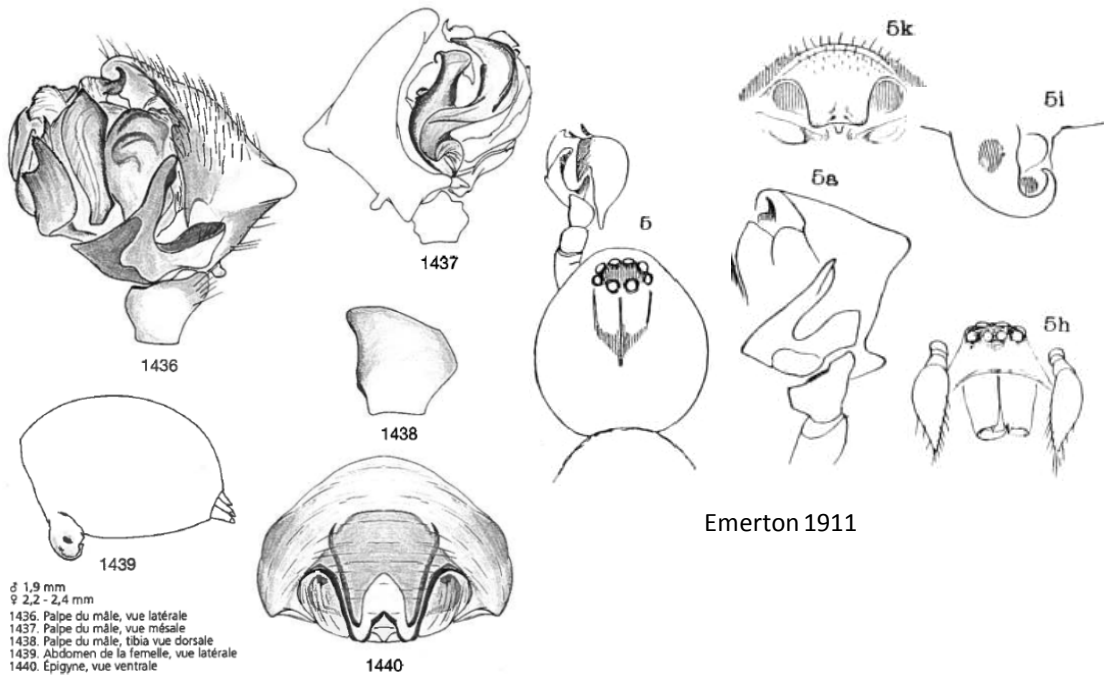 1436
1437
1438
1439
1440
5
5k
5i
5a
5h
Emerton 1911
♂ 1,9 mm
♀ 2,2 - 2,4 mm
1436. Palpe du mâle, vue latérale
1437. Palpe du mâle, vue mésale
1438. Palpe du mâle, tibia vue dorsale
1439. Abdomen de la femelle, vue latérale
1440. Épigyne, vue ventrale